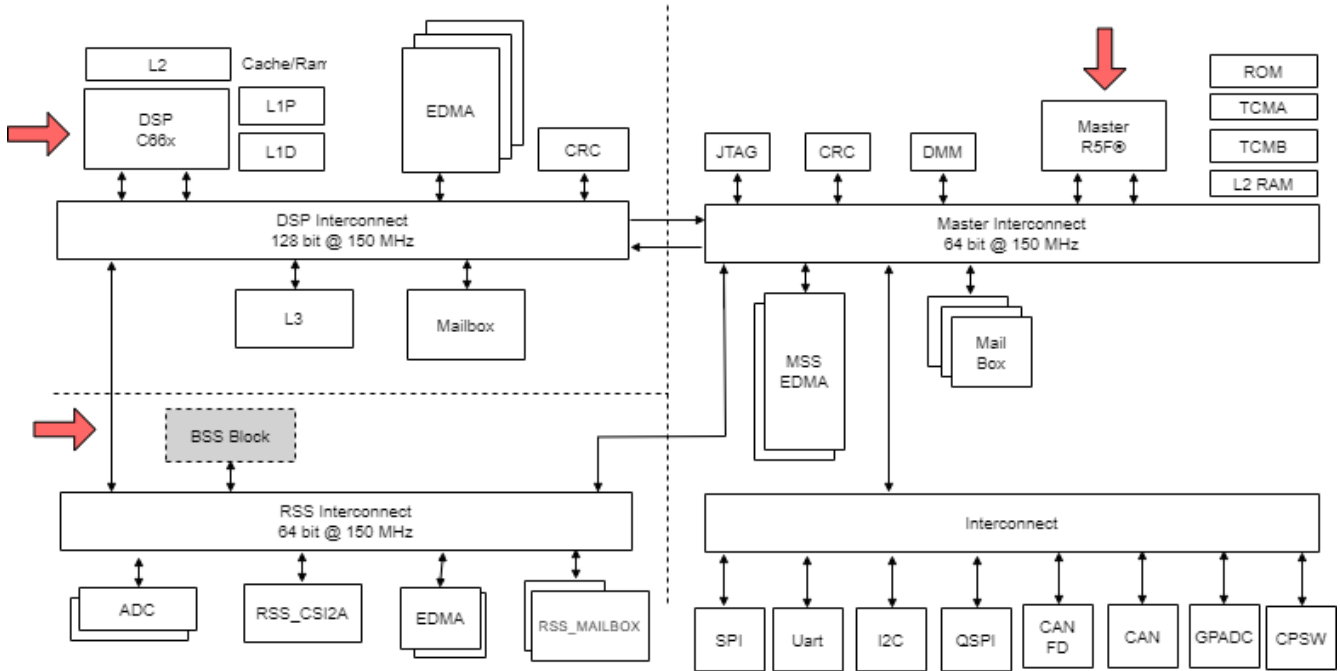 L2
Cache/Ram
DSP
C66x
L1P
L1D
EDMA
CRC
DSP Interconnect
128 bit @ 150 MHz
L3
Mailbox
JTAG
CRC
DMM
Master
R5F®
ROM
TCMA
TCMB
L2 RAM
Master Interconnect
64 bit @ 150 MHz
MSS
EDMA
Mail
Box
BSS Block
RSS Interconnect
64 bit @ 150 MHz
ADC
RSS_CSI2A
EDMA
RSS_MAILBOX
Interconnect
SPI
Uart
I2C
QSPI
CAN
FD
CAN
GPADC
CPSW